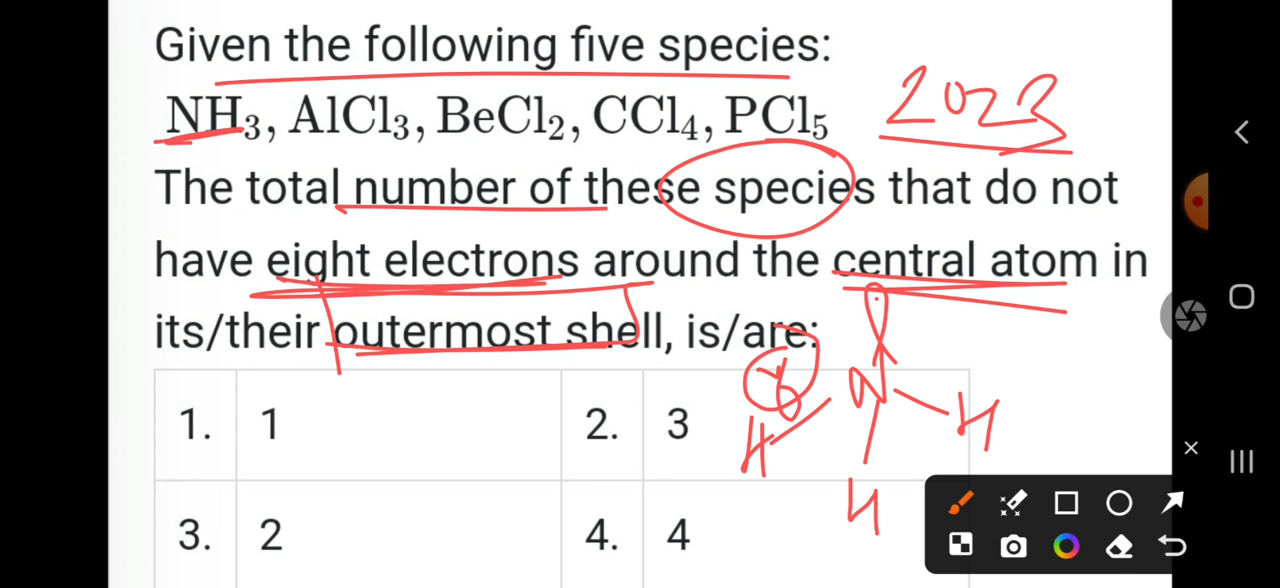 Given the following five species:
NH₃, AlCl₃, BeCl₂, CCl₄, PCl₅
2023
The total number of these species that do not
have eight electrons around the central atom in
its/their outermost shell, is/are:
1. 1 2. 3
3. 2 4. 4
8
N
H H
H